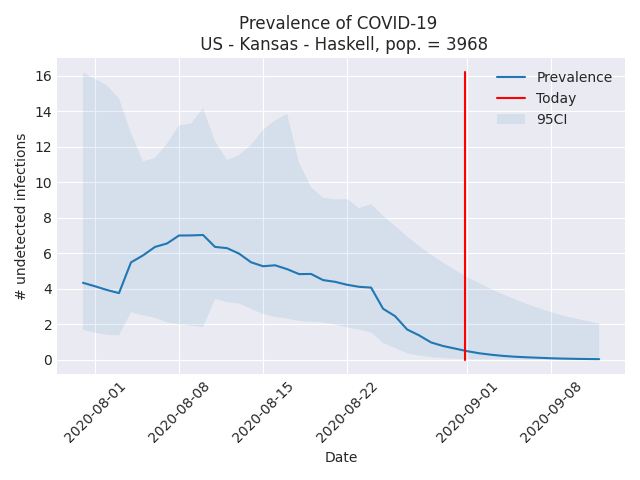 Prevalence of COVID-19
US - Kansas - Haskell, pop. = 3968
Prevalence
Today
95CI
16
14
12
10
8
6
4
2
0
# undetected infections
2020-08-01
2020-08-08
2020-08-15
2020-08-22
2020-09-01
2020-09-08
Date